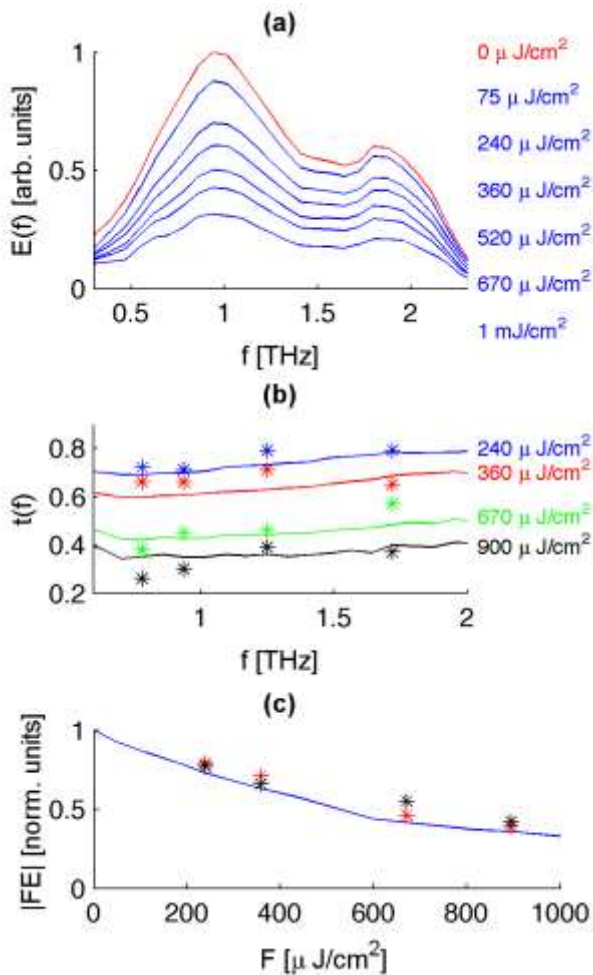 (a)
1
0.5
0
E(f) [arb. units]
0.5
1
1.5
2
f [THz]
0 μ J/cm²
75 μ J/cm²
240 μ J/cm²
360 μ J/cm²
520 μ J/cm²
670 μ J/cm²
1 mJ/cm²
(b)
0.8
0.6
0.4
0.2
t(f)
1
1.5
2
f [THz]
240 μ J/cm²
360 μ J/cm²
670 μ J/cm²
900 μ J/cm²
(c)
1
0.5
0
|FE| [norm. units]
0
200
400
600
800
1000
F [μ J/cm²]